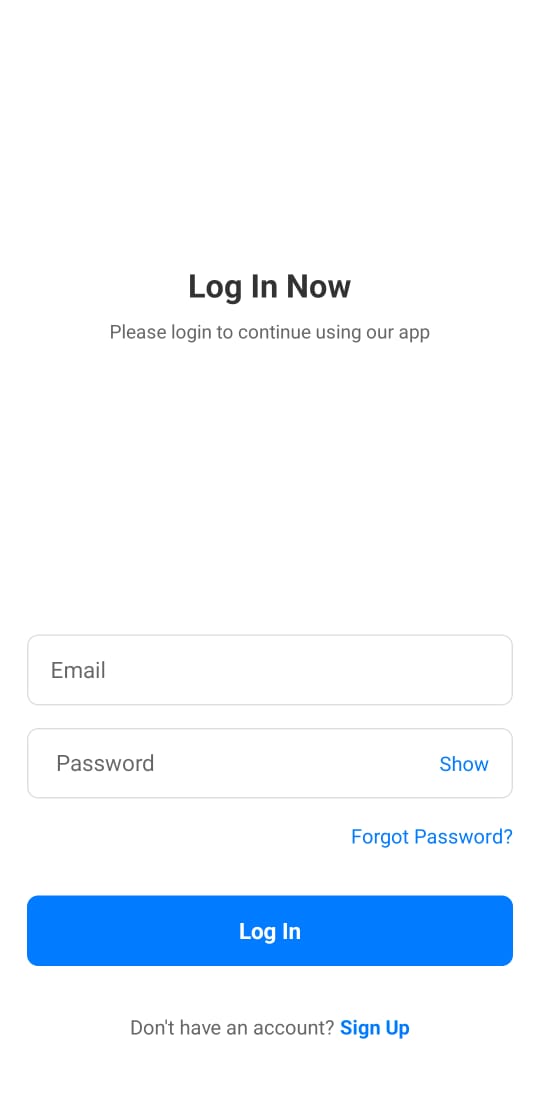 Log In Now
Please login to continue using our app
Email
Password Show
Forgot Password?
Log In
Don't have an account? Sign Up